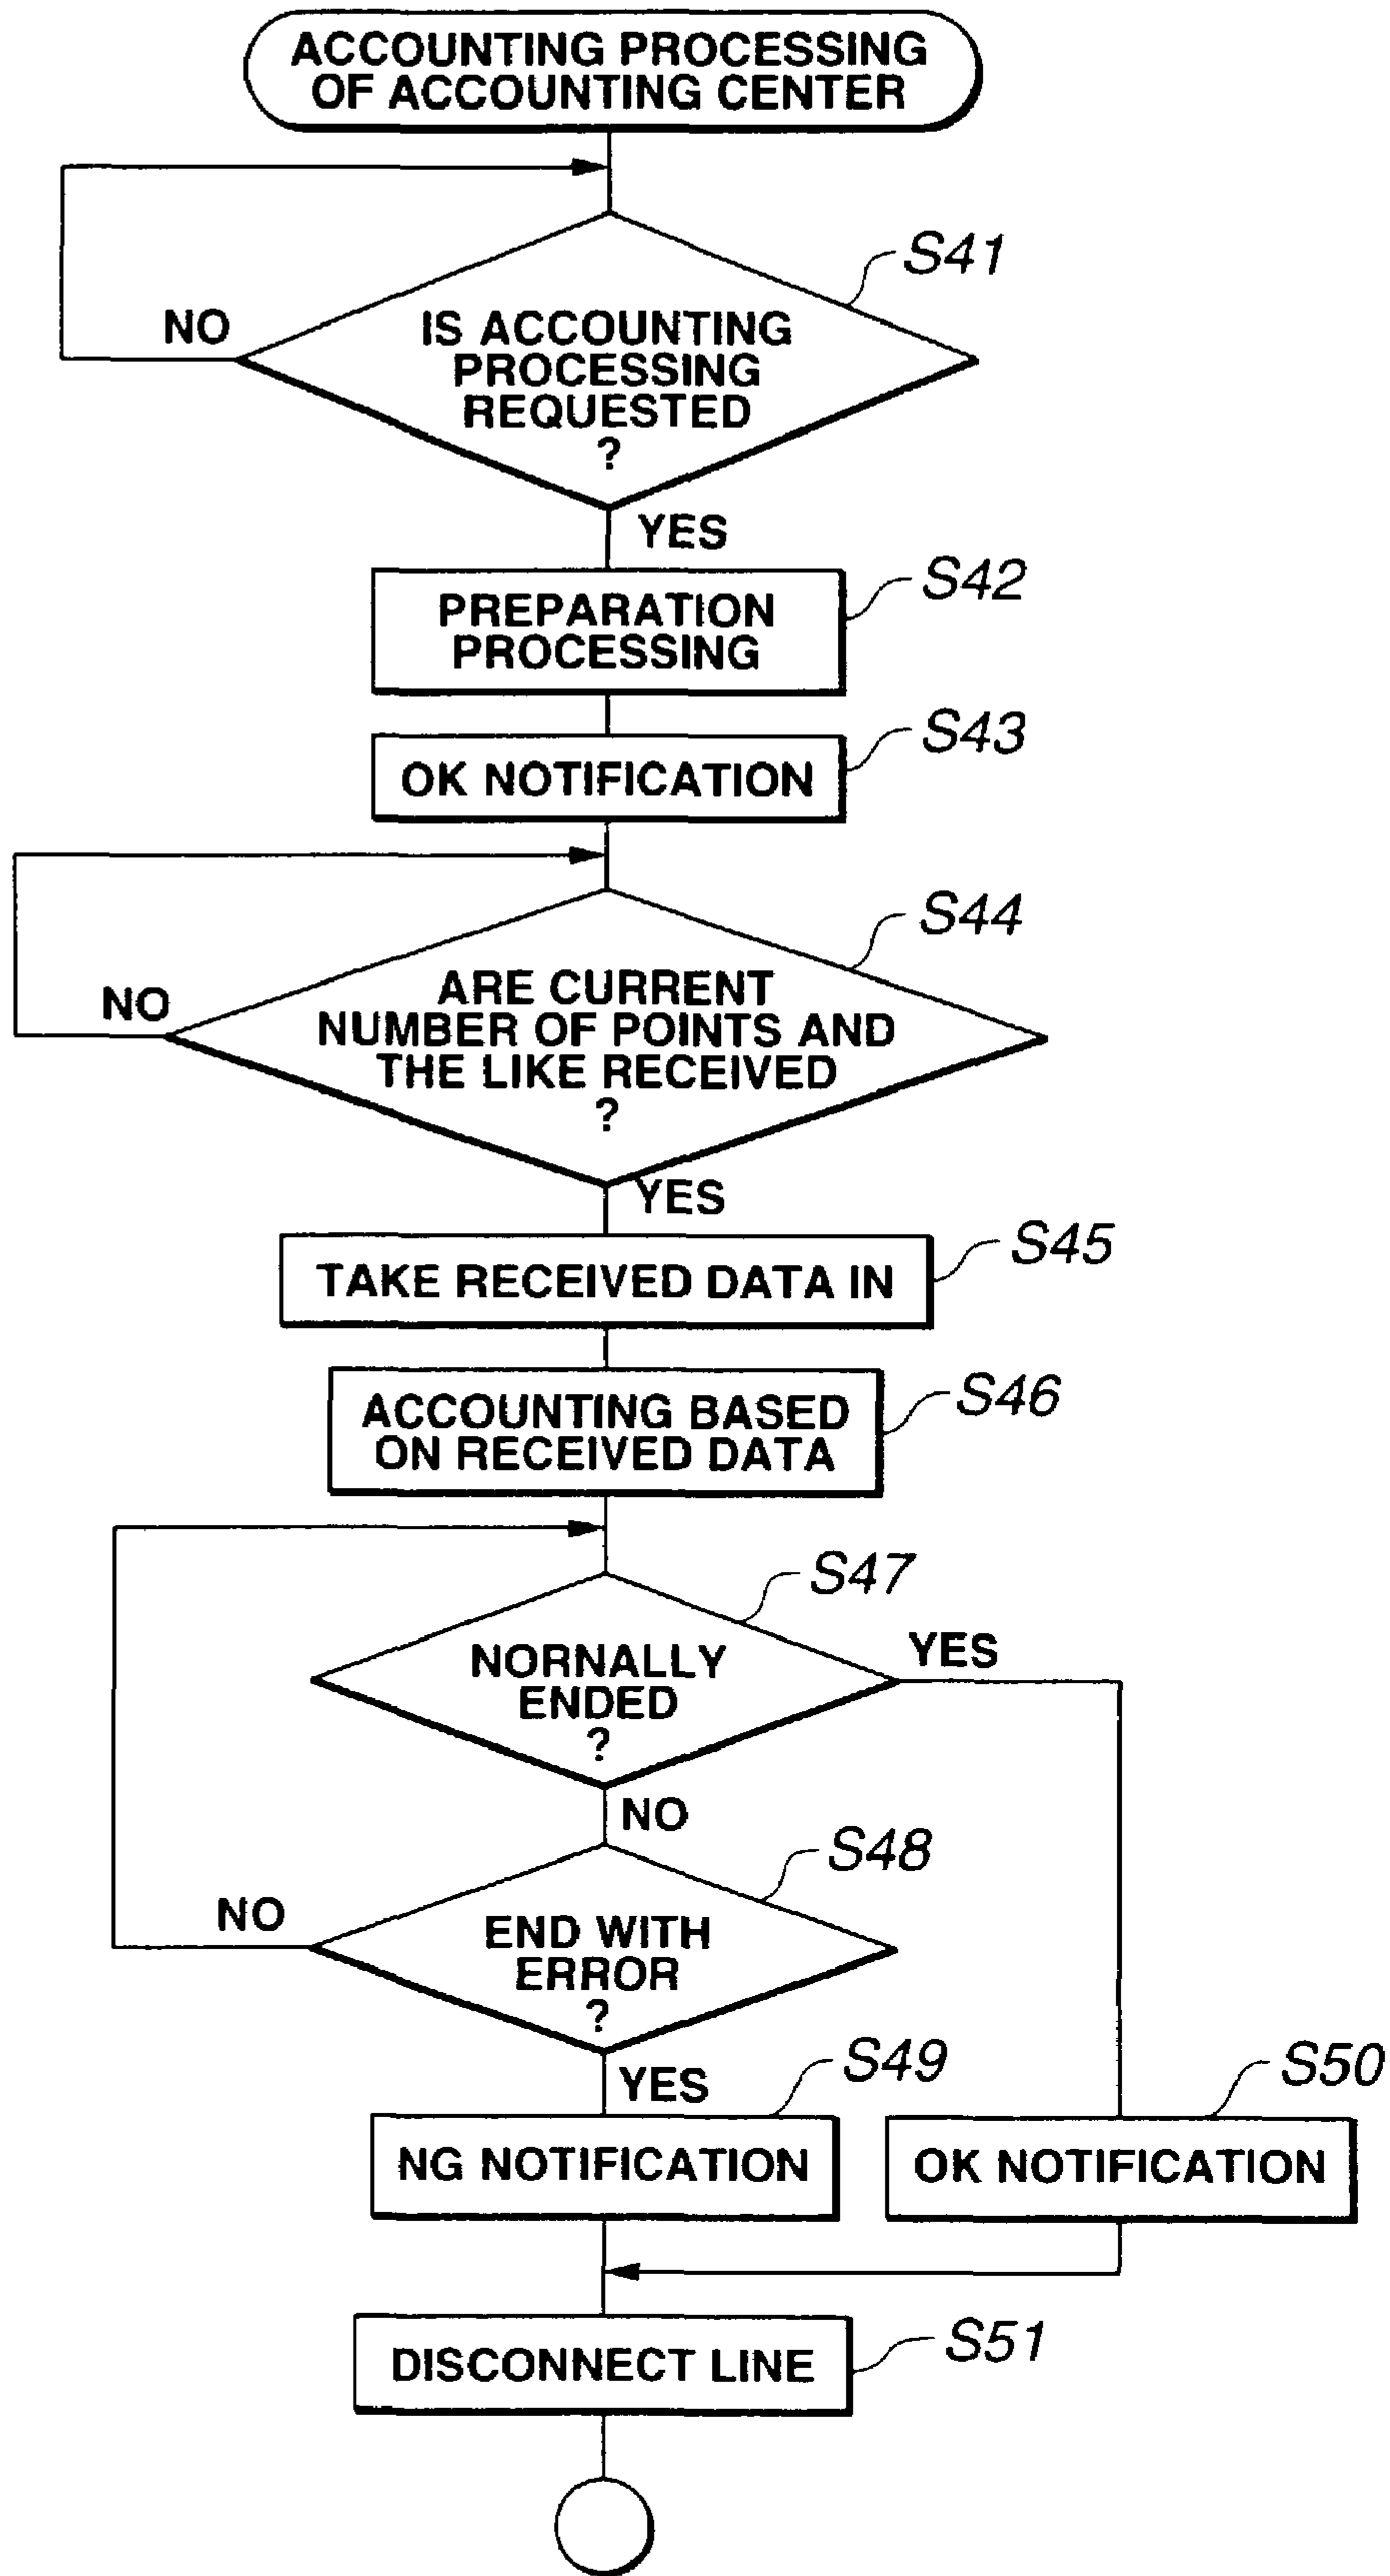 ACCOUNTING PROCESSING
OF ACCOUNTING CENTER
S41
NO
IS ACCOUNTING
PROCESSING
REQUESTED
?
YES
S42
PREPARATION
PROCESSING
S43
OK NOTIFICATION
S44
NO
ARE CURRENT
NUMBER OF POINTS AND
THE LIKE RECEIVED
?
YES
S45
TAKE RECEIVED DATA IN
S46
ACCOUNTING BASED
ON RECEIVED DATA
S47
YES
NORNALLY
ENDED
?
NO
S48
NO
END WITH
ERROR
?
YES
S49
S50
NG NOTIFICATION
OK NOTIFICATION
S51
DISCONNECT LINE